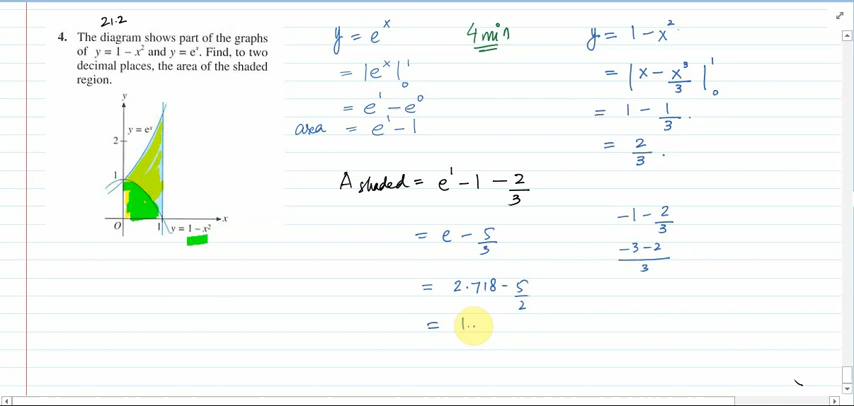 21.2
4. The diagram shows part of the graphs
of y = 1 − x² and y = eˣ. Find, to two
decimal places, the area of the shaded
region.
y
2
y = eˣ
1
O
1
x
y = 1 − x²
y = eˣ
= |eˣ|₀¹
= e¹ − e⁰
area = e¹ − 1
4 min
y = 1 − x²
= |x − x³/3|₀¹
= 1 − 1/3.
= 2/3.
A shaded = e¹ − 1 − 2/3
= e − 5/3
= 2.718 − 5/2
= 1..
−1 − 2/3
−3 − 2/3